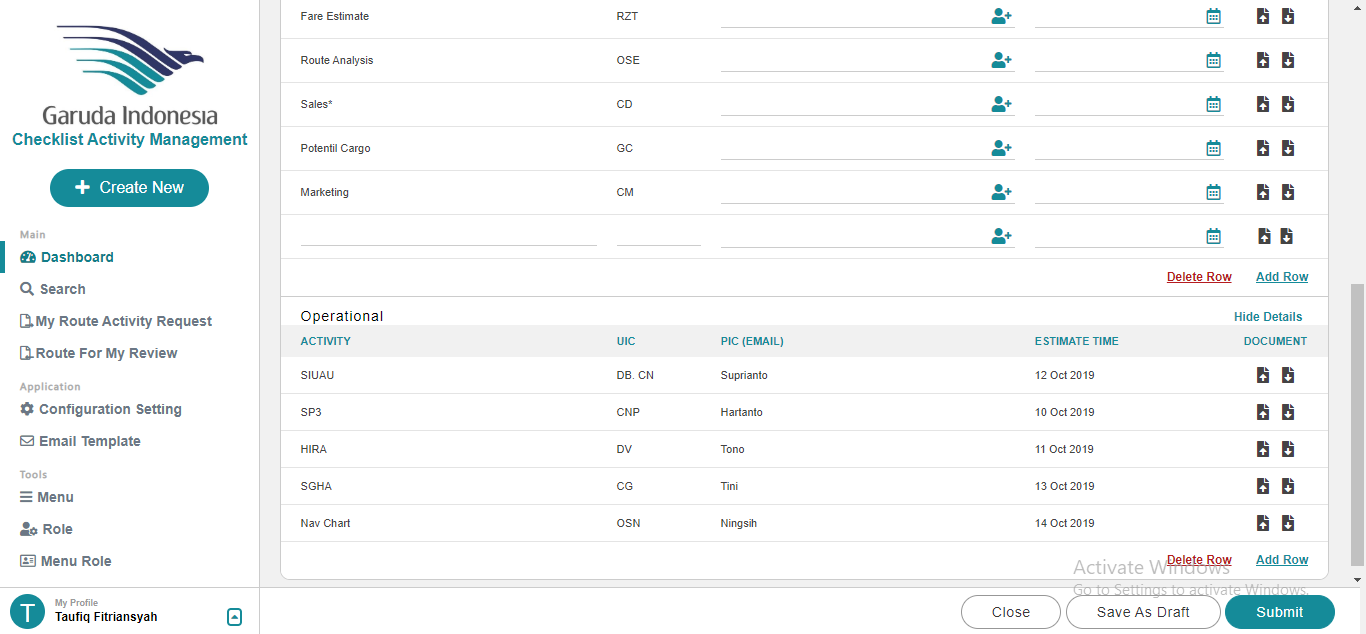 Garuda Indonesia
Checklist Activity Management
Create New
Main
Dashboard
Search
My Route Activity Request
Route For My Review
Application
Configuration Setting
Email Template
Tools
Menu
Role
Menu Role
T
My Profile
Taufiq Fitriansyah
Fare Estimate RZT
Route Analysis OSE
Sales* CD
Potentil Cargo GC
Marketing CM
Delete Row Add Row
Operational Hide Details
ACTIVITY UIC PIC (EMAIL) ESTIMATE TIME DOCUMENT
SIUAU DB. CN Suprianto 12 Oct 2019
SP3 CNP Hartanto 10 Oct 2019
HIRA DV Tono 11 Oct 2019
SGHA CG Tini 13 Oct 2019
Nav Chart OSN Ningsih 14 Oct 2019
Delete Row Add Row
Activate Windows
Go to Settings to activate Windows.
Close Save As Draft Submit